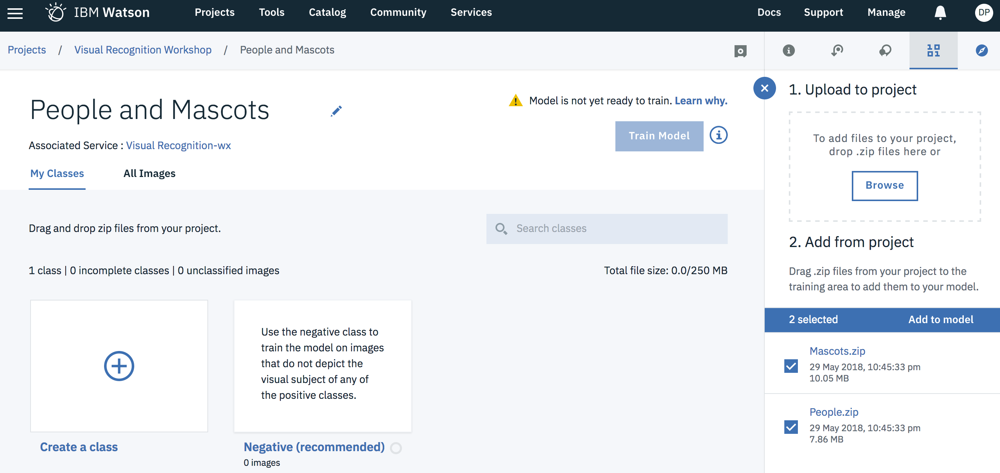 IBM Watson Projects Tools Catalog Community Services Docs Support Manage DP
Projects / Visual Recognition Workshop / People and Mascots
People and Mascots
Model is not yet ready to train. Learn why.
Train Model
Associated Service : Visual Recognition-wx
My Classes All Images
Drag and drop zip files from your project.
Search classes
1 class | 0 incomplete classes | 0 unclassified images
Total file size: 0.0/250 MB
Create a class
Use the negative class to
train the model on images
that do not depict the
visual subject of any of
the positive classes.
Negative (recommended)
0 images
1. Upload to project
To add files to your project,
drop .zip files here or
Browse
2. Add from project
Drag .zip files from your project to the
training area to add them to your model.
2 selected Add to model
Mascots.zip
29 May 2018, 10:45:33 pm
10.05 MB
People.zip
29 May 2018, 10:45:33 pm
7.86 MB